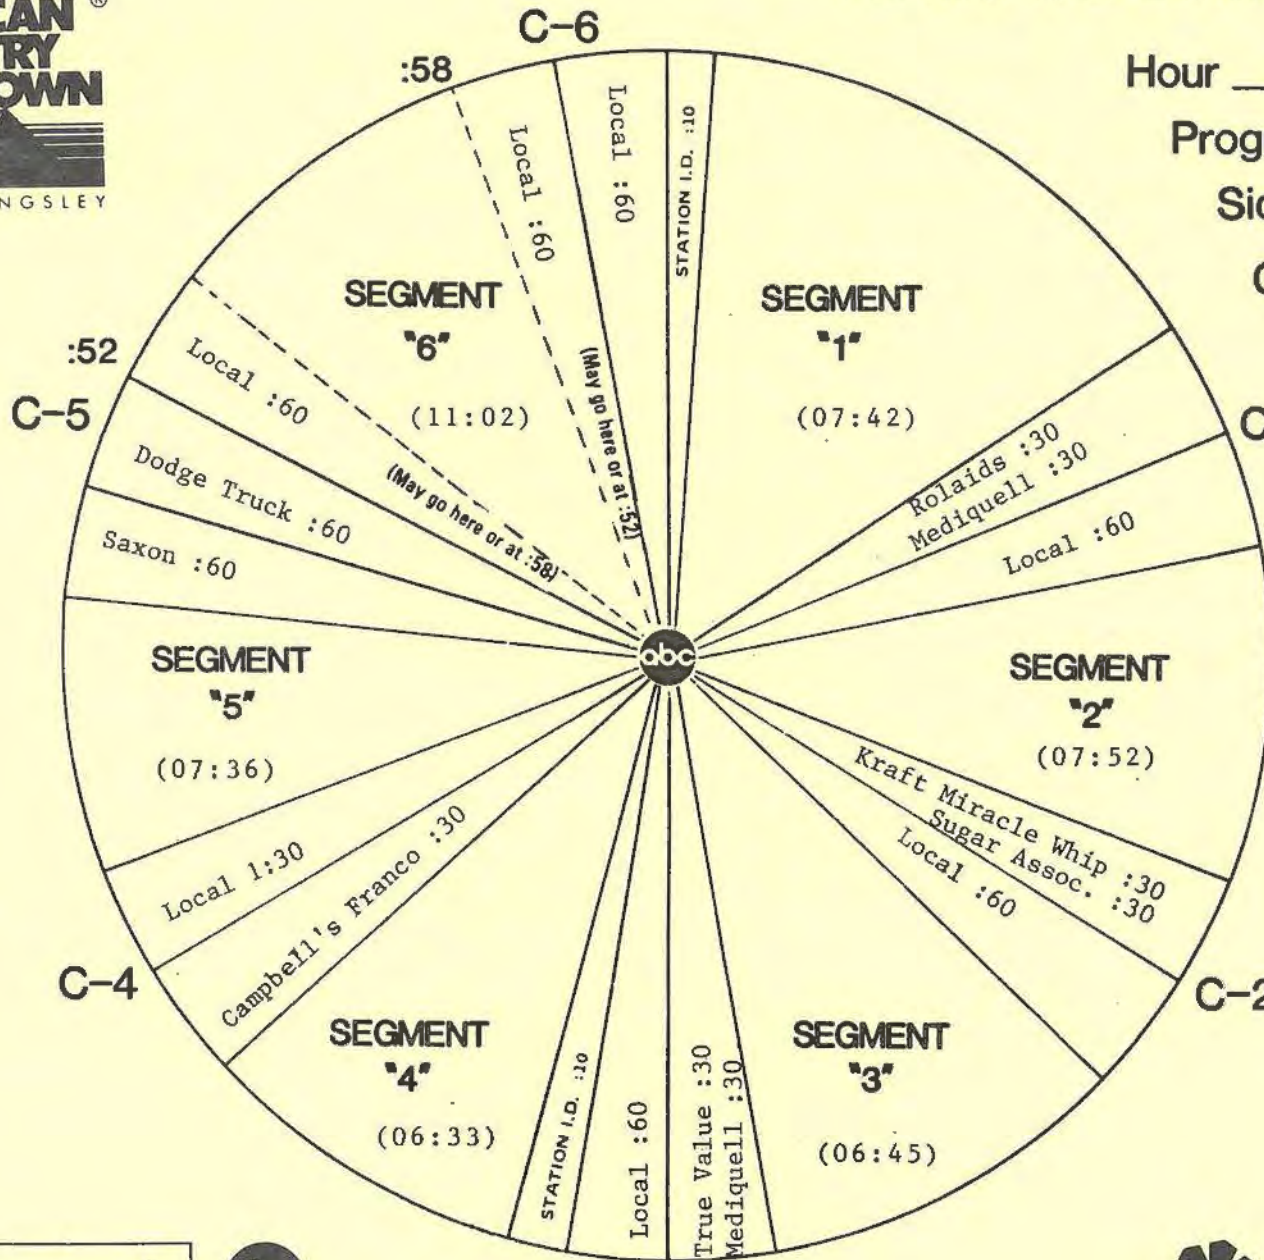 ®
C-6
:58
Hour
Local :60
Local :60
(May go here or at :52)
STATION I.D. :10
SEGMENT
"6"
(11:02)
SEGMENT
"1"
(07:42)
:52
C-5
Local :60
(May go here or at :58)
Dodge Truck :60
Saxon :60
Rolaids :30
Mediquell :30
Local :60
abc
SEGMENT
"5"
(07:36)
SEGMENT
"2"
(07:52)
Kraft Miracle Whip :30
Sugar Assoc. :30
Local :60
C-2
Local 1:30
Campbell's Franco :30
C-4
SEGMENT
"4"
(06:33)
STATION I.D. :10
Local :60
True Value :30
Mediquell :30
SEGMENT
"3"
(06:45)